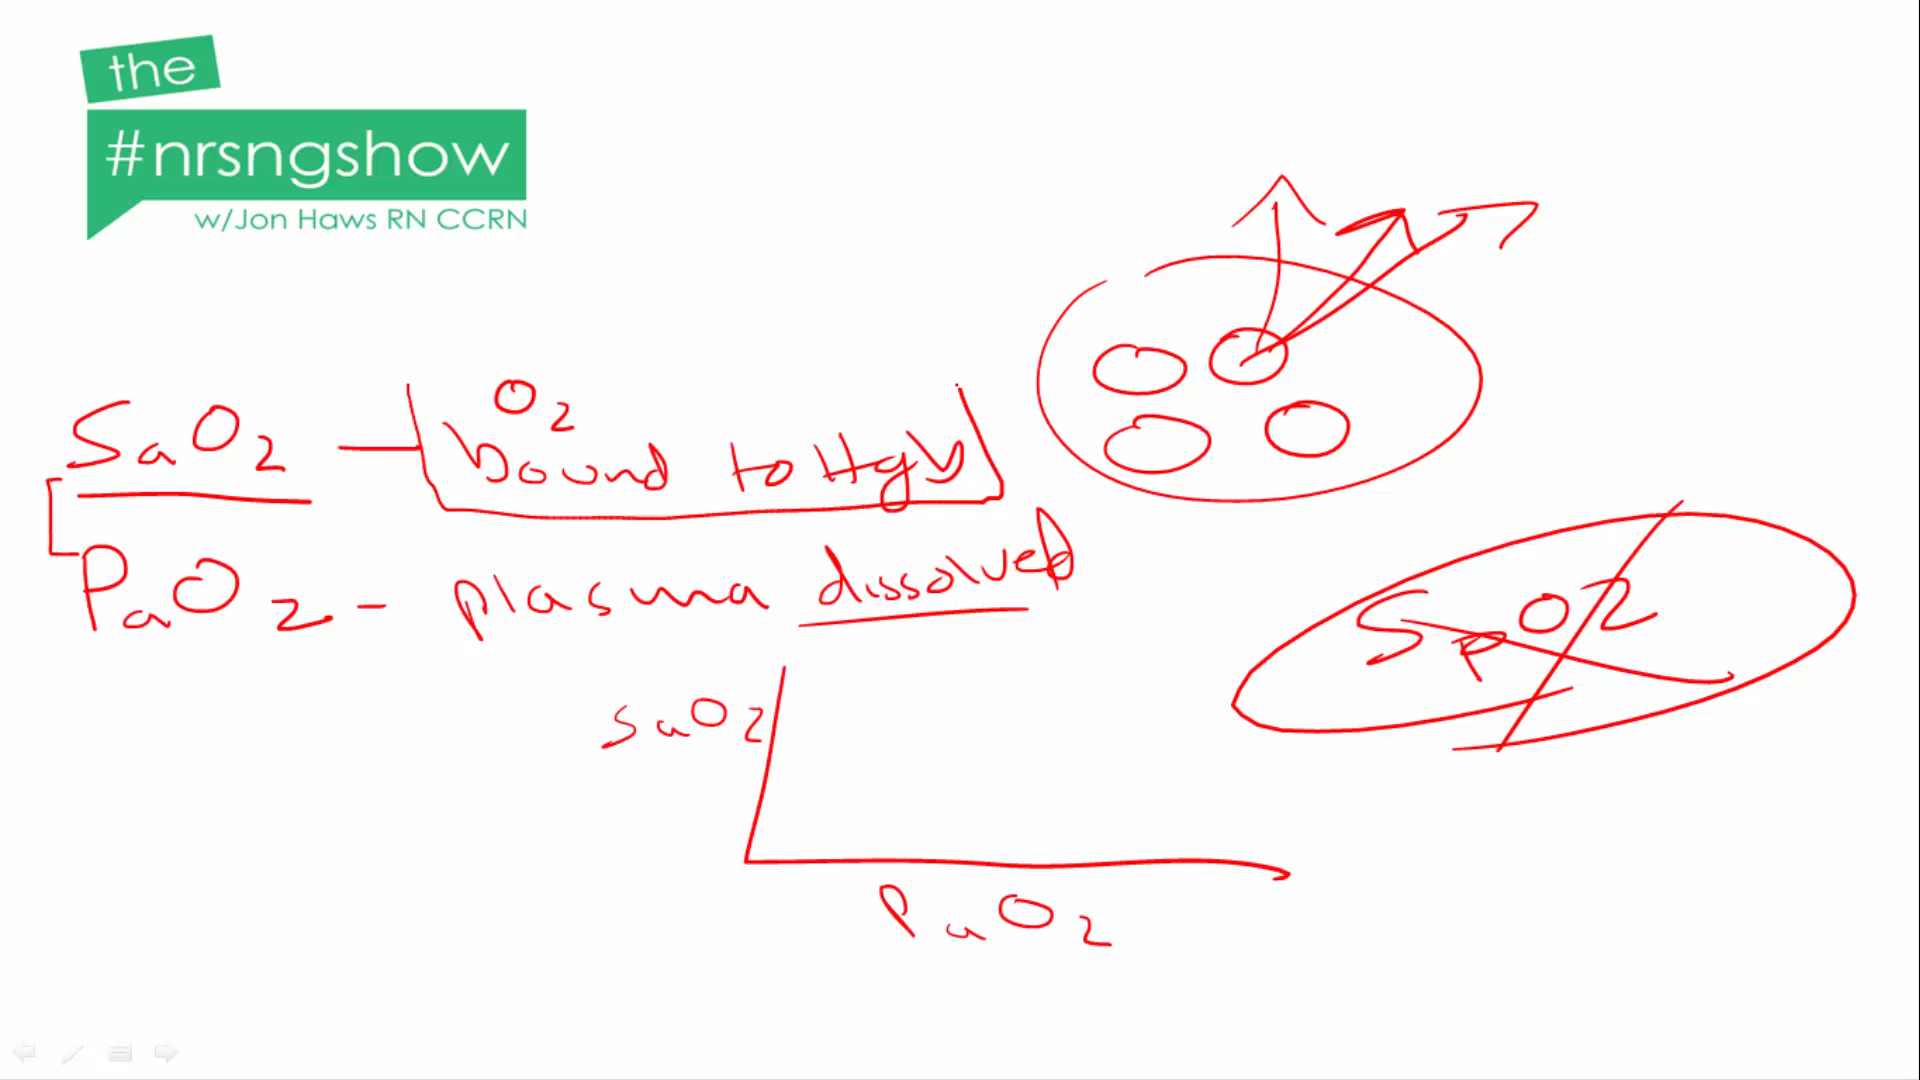 the
#nrsngshow
w/Jon Haws RN CCRN
SaO2 — O2
bound to Hgb
PaO2 - plasma dissolved
SpO2
SaO2
PaO2